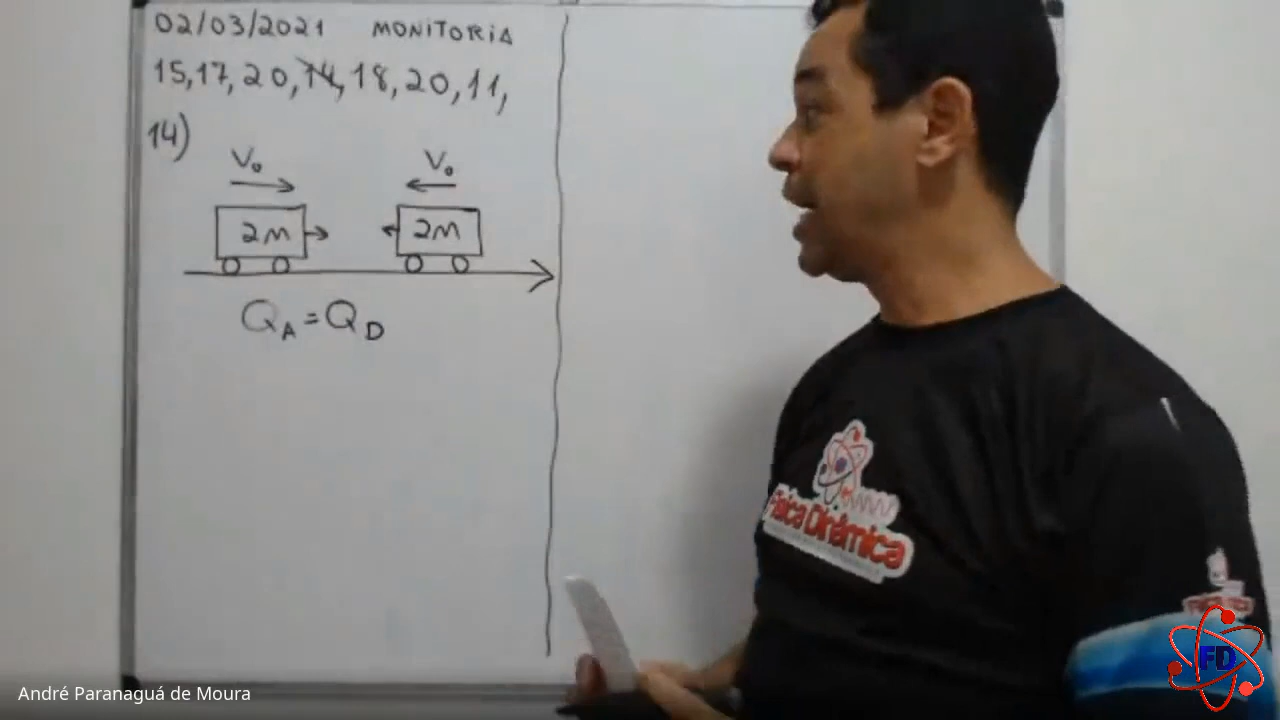 02/03/2021 MONITORIA
15,17,20,14,18,20,11,
14)
V₀ V₀
2M 2M
Q_A = Q_D
Física Dinâmica
FD
André Paranaguá de Moura